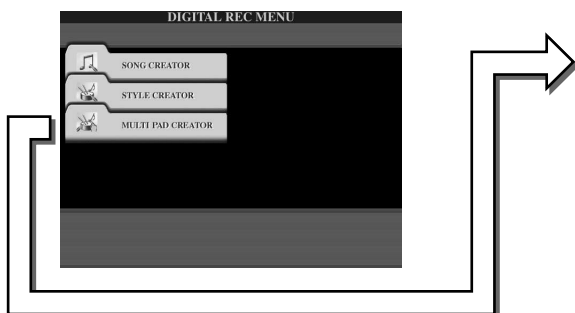 DIGITAL REC MENU
SONG CREATOR
STYLE CREATOR
MULTI PAD CREATOR